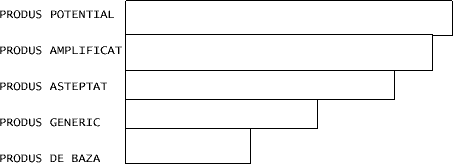 PRODUS POTENTIAL
PRODUS AMPLIFICAT
PRODUS ASTEPTAT
PRODUS GENERIC
PRODUS DE BAZA